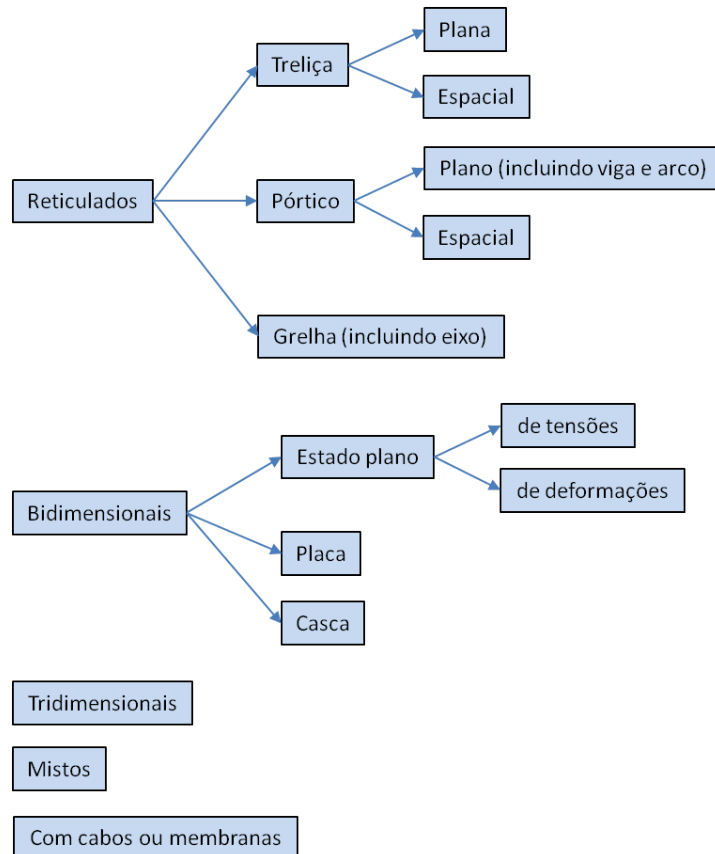 Plana
Treliça
Espacial
Plano (incluindo viga e arco)
Reticulados
Pórtico
Espacial
Grelha (incluindo eixo)
de tensões
Estado plano
de deformações
Bidimensionais
Placa
Casca
Tridimensionais
Mistos
Com cabos ou membranas